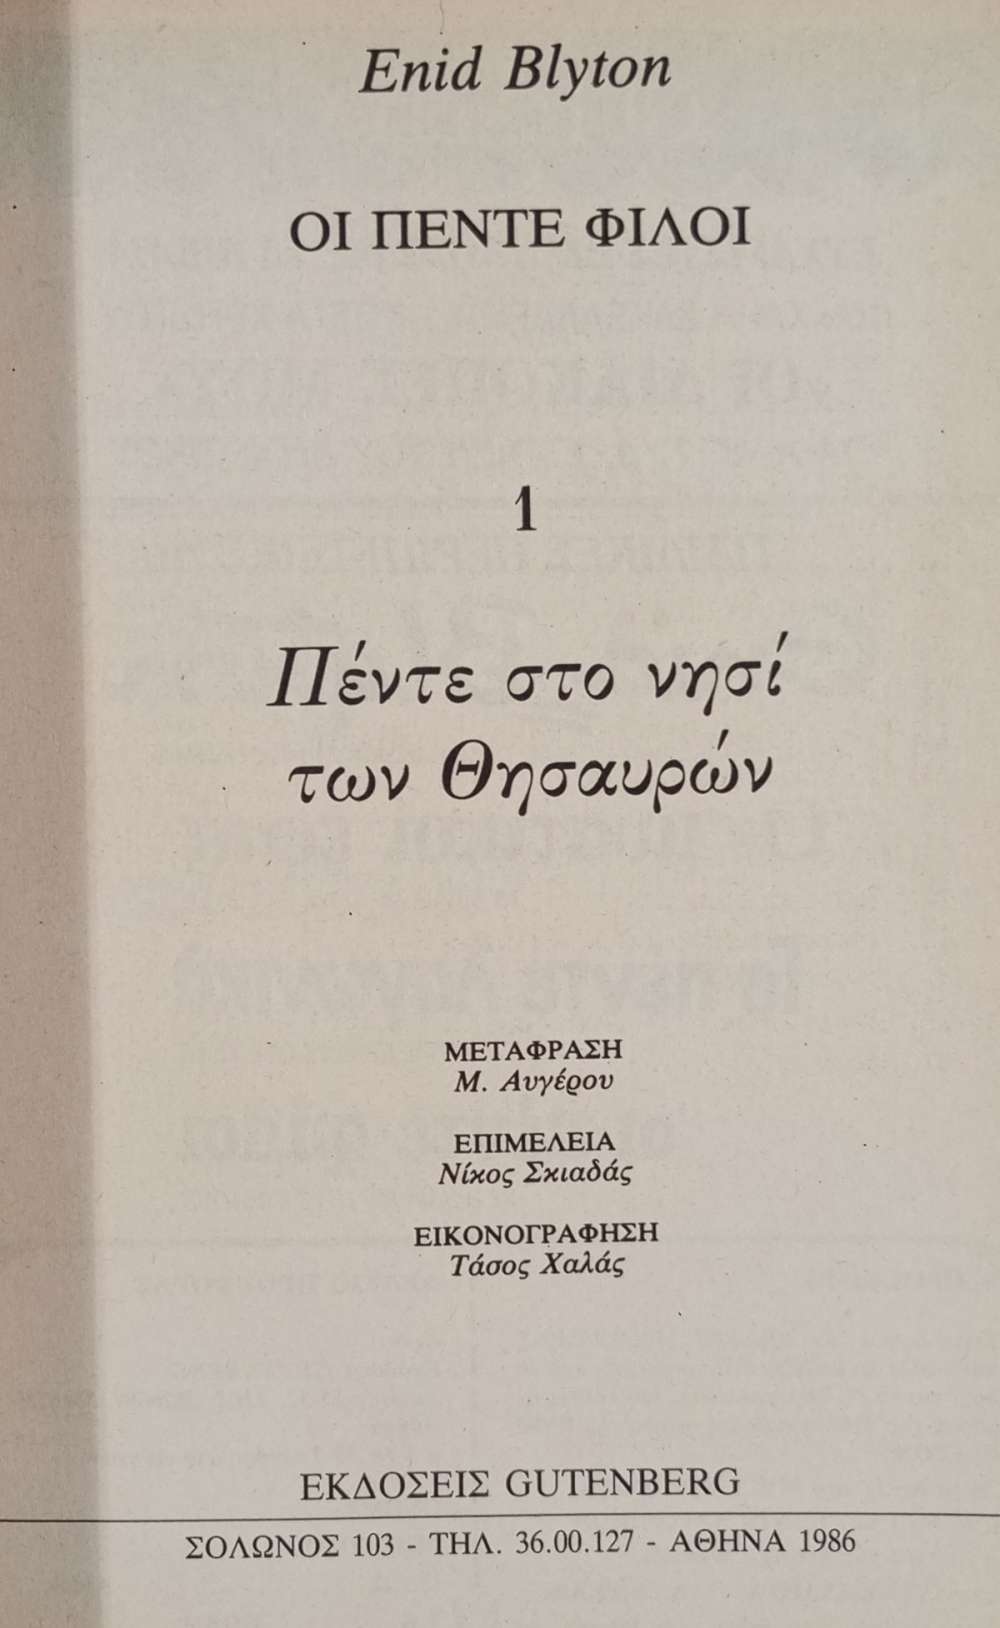 Enid Blyton
ΟΙ ΠΕΝΤΕ ΦΙΛΟΙ
1
Πέντε στο νησί
των Θησαυρών
ΜΕΤΑΦΡΑΣΗ
Μ. Αυγέρου
ΕΠΙΜΕΛΕΙΑ
Νίκος Σκιαδάς
ΕΙΚΟΝΟΓΡΑΦΗΣΗ
Τάσος Χαλάς
ΕΚΔΟΣΕΙΣ GUTENBERG
ΣΟΛΩΝΟΣ 103 - ΤΗΛ. 36.00.127 - ΑΘΗΝΑ 1986